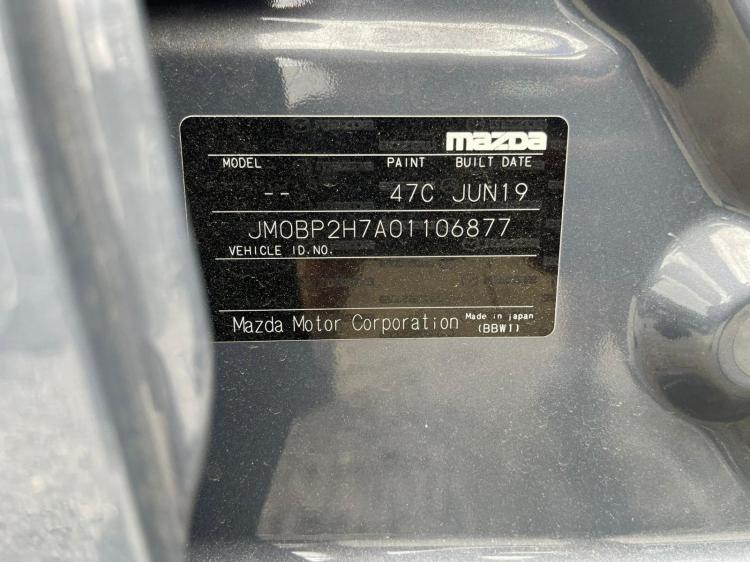 mazda
MODEL PAINT BUILT DATE
-- 47C JUN19
JM0BP2H7A01106877
VEHICLE ID.NO.
Mazda Motor Corporation Made in japan
(BBW1)